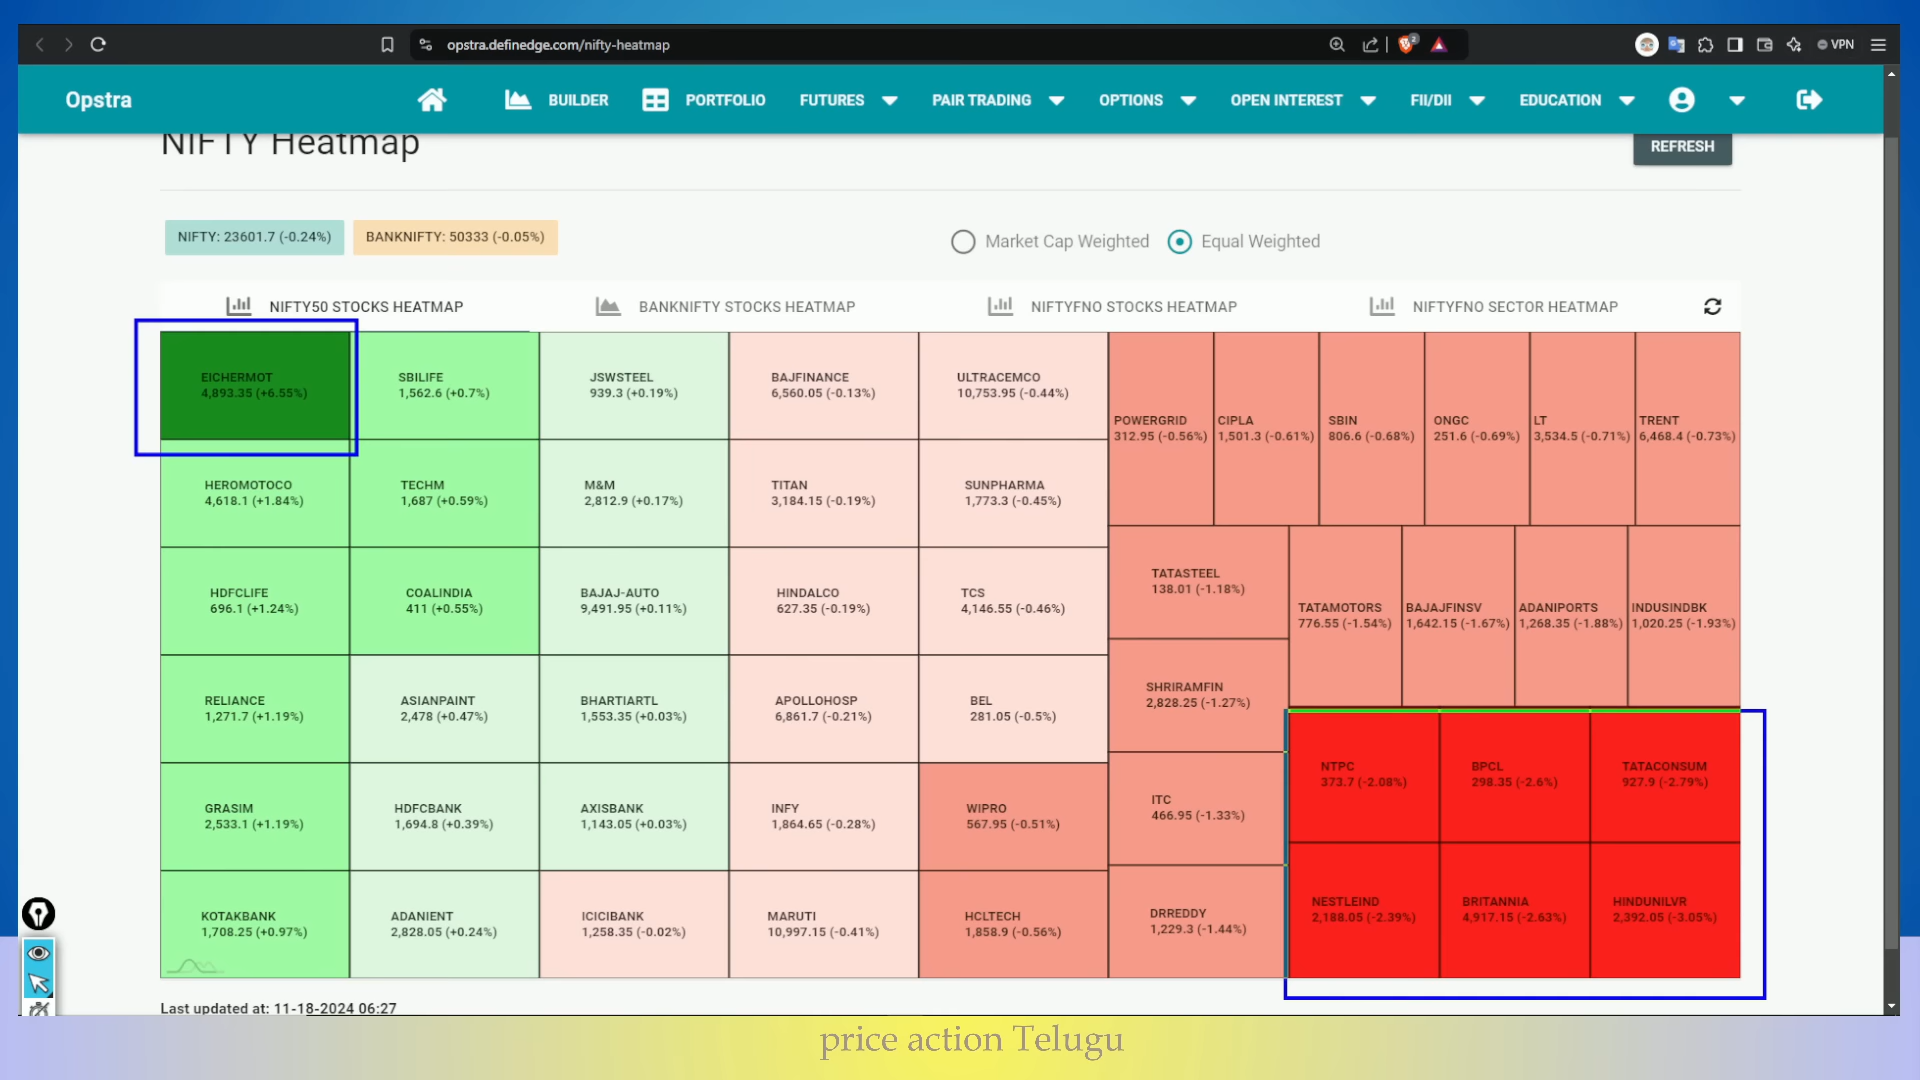 opstra.definedge.com/nifty-heatmap
2
VPN
Opstra
BUILDER
PORTFOLIO
FUTURES
PAIR TRADING
OPTIONS
OPEN INTEREST
FII/DII
EDUCATION
NIFTY Heatmap
REFRESH
NIFTY: 23601.7 (-0.24%)
BANKNIFTY: 50333 (-0.05%)
Market Cap Weighted
Equal Weighted
NIFTY50 STOCKS HEATMAP
BANKNIFTY STOCKS HEATMAP
NIFTYFNO STOCKS HEATMAP
NIFTYFNO SECTOR HEATMAP
EICHERMOT
4,893.35 (+6.55%)
HEROMOTOCO
4,618.1 (+1.84%)
HDFCLIFE
696.1 (+1.24%)
RELIANCE
1,271.7 (+1.19%)
GRASIM
2,533.1 (+1.19%)
KOTAKBANK
1,708.25 (+0.97%)
SBILIFE
1,562.6 (+0.7%)
TECHM
1,687 (+0.59%)
COALINDIA
411 (+0.55%)
ASIANPAINT
2,478 (+0.47%)
HDFCBANK
1,694.8 (+0.39%)
ADANIENT
2,828.05 (+0.24%)
JSWSTEEL
939.3 (+0.19%)
M&M
2,812.9 (+0.17%)
BAJAJ-AUTO
9,491.95 (+0.11%)
BHARTIARTL
1,553.35 (+0.03%)
AXISBANK
1,143.05 (+0.03%)
ICICIBANK
1,258.35 (-0.02%)
BAJFINANCE
6,560.05 (-0.13%)
TITAN
3,184.15 (-0.19%)
HINDALCO
627.35 (-0.19%)
APOLLOHOSP
6,861.7 (-0.21%)
INFY
1,864.65 (-0.28%)
MARUTI
10,997.15 (-0.41%)
ULTRACEMCO
10,753.95 (-0.44%)
SUNPHARMA
1,773.3 (-0.45%)
TCS
4,146.55 (-0.46%)
BEL
281.05 (-0.5%)
WIPRO
567.95 (-0.51%)
HCLTECH
1,858.9 (-0.56%)
POWERGRID
312.95 (-0.56%)
CIPLA
1,501.3 (-0.61%)
SBIN
806.6 (-0.68%)
ONGC
251.6 (-0.69%)
LT
3,534.5 (-0.71%)
TRENT
6,468.4 (-0.73%)
TATASTEEL
138.01 (-1.18%)
SHRIRAMFIN
2,828.25 (-1.27%)
ITC
466.95 (-1.33%)
DRREDDY
1,229.3 (-1.44%)
TATAMOTORS
776.55 (-1.54%)
BAJAJFINSV
1,642.15 (-1.67%)
ADANIPORTS
1,268.35 (-1.88%)
INDUSINDBK
1,020.25 (-1.93%)
NTPC
373.7 (-2.08%)
BPCL
298.35 (-2.6%)
TATACONSUM
927.9 (-2.79%)
NESTLEIND
2,188.05 (-2.39%)
BRITANNIA
4,917.15 (-2.63%)
HINDUNILVR
2,392.05 (-3.05%)
Last updated at: 11-18-2024 06:27
price action Telugu